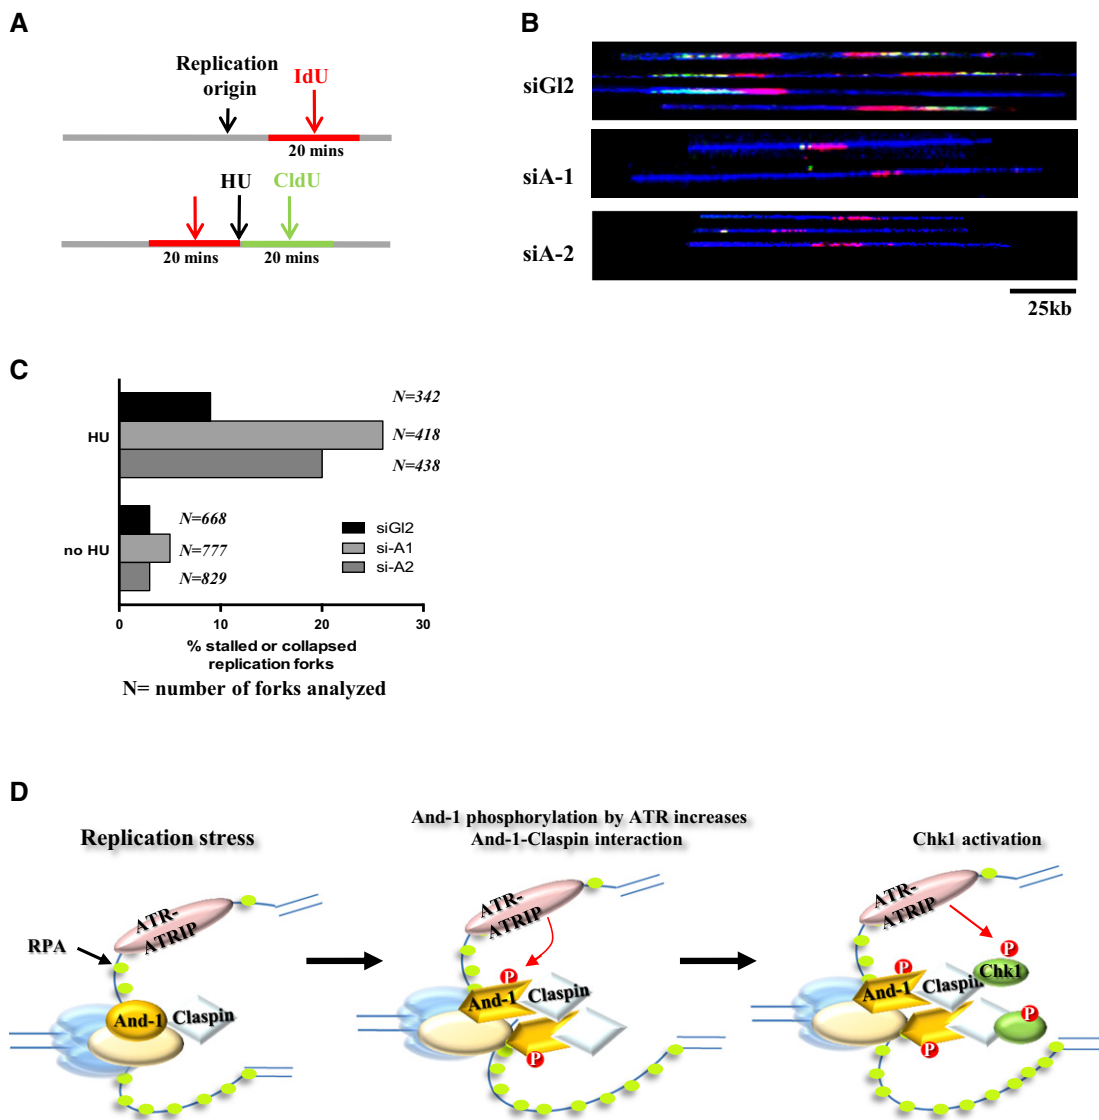 A
Replication
origin
IdU
20 mins
HU
CldU
20 mins
20 mins
B
siGl2
siA-1
siA-2
25kb
C
HU
N=342
N=418
N=438
no HU
N=668
N=777
N=829
siGl2
si-A1
si-A2
0
10
20
30
% stalled or collapsed
replication forks
N= number of forks analyzed
D
Replication stress
ATR-
ATRIP
RPA
And-1
Claspin
And-1 phosphorylation by ATR increases
And-1-Claspin interaction
ATR-
ATRIP
P
And-1
Claspin
P
Chk1 activation
ATR-
ATRIP
P
P
Chk1
And-1
Claspin
P
P